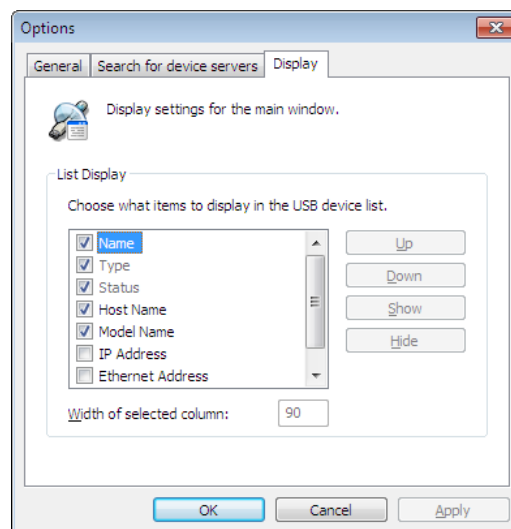 Options
General Search for device servers Display
Display settings for the main window.
List Display
Choose what items to display in the USB device list.
Name
Up
Type
Down
Status
Show
Host Name
Model Name
Hide
IP Address
Ethernet Address
Width of selected column: 90
OK Cancel Apply